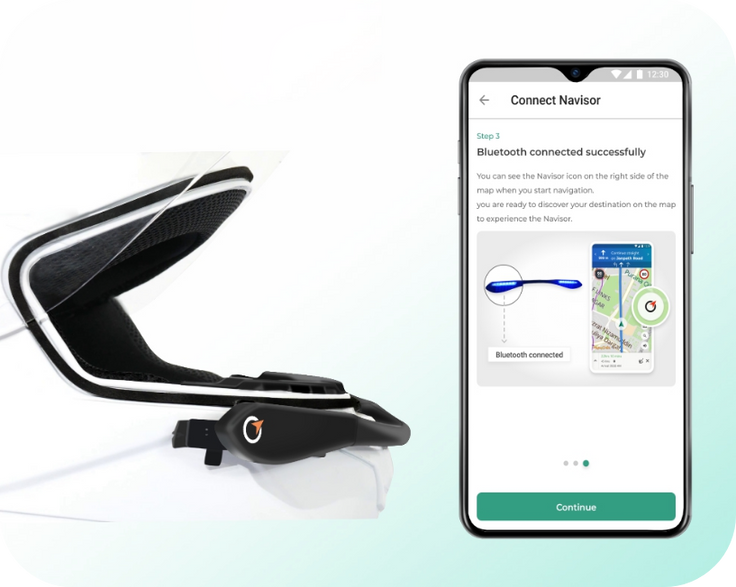 12:30
Connect Navisor
Step 3
Bluetooth connected successfully
You can see the Navisor icon on the right side of the
map when you start navigation.
you are ready to discover your destination on the map
to experience the Navisor.
Bluetooth connected
Continue